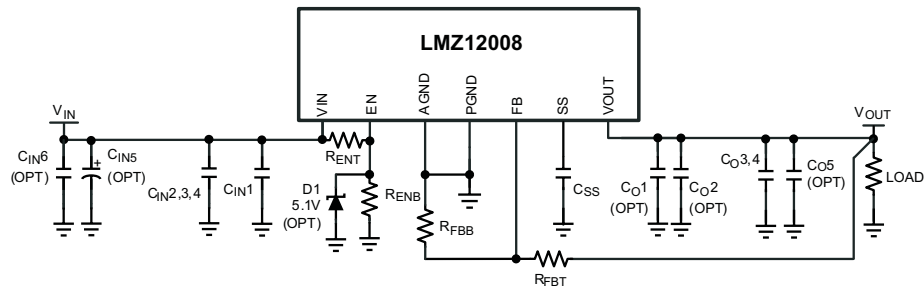 LMZ12008
VIN
EN
AGND
PGND
FB
SS
VOUT
VIN
VOUT
CIN6
(OPT)
CIN5
(OPT)
+
CIN2,3,4
CIN1
RENT
D1
5.1V
(OPT)
RENB
RFBB
RFBT
CSS
CO1
(OPT)
CO2
(OPT)
CO3,4
CO5
(OPT)
LOAD